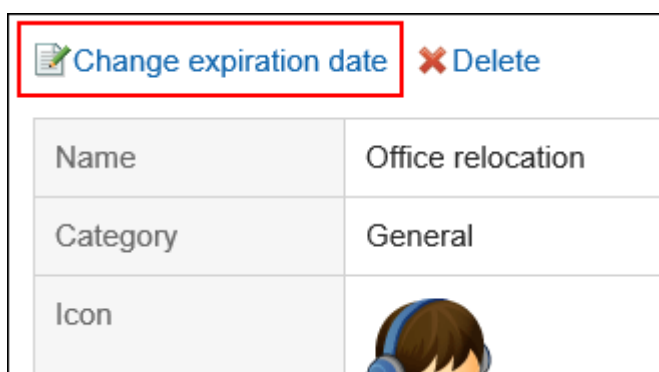 Change expiration date Delete
Name Office relocation
Category General
Icon